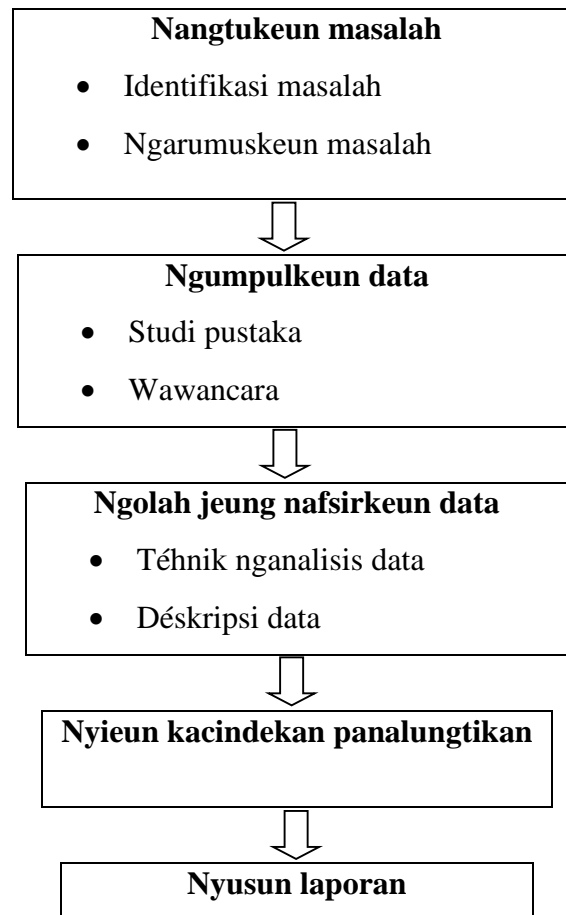 Nangtukeun masalah
• Identifikasi masalah
• Ngarumuskeun masalah
Ngumpulkeun data
• Studi pustaka
• Wawancara
Ngolah jeung nafsirkeun data
• Téhnik nganalisis data
• Déskripsi data
Nyieun kacindekan panalungtikan
Nyusun laporan